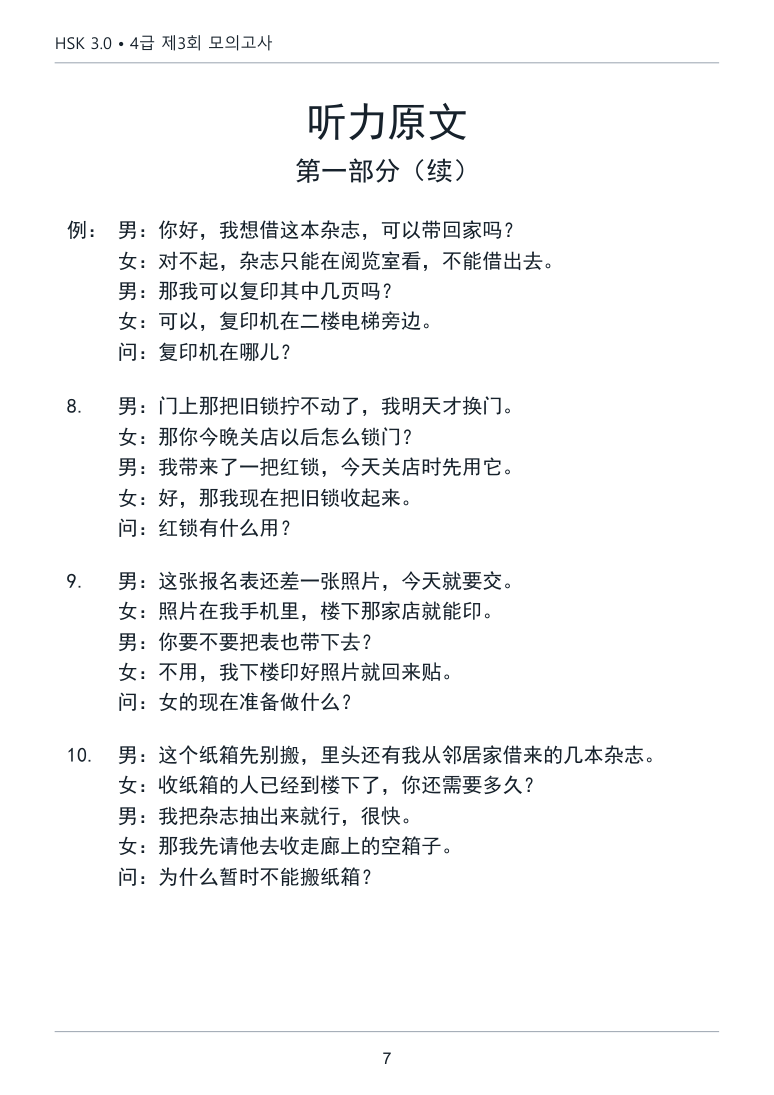 HSK 3.0 • 4급 제3회 모의고사
听力原文
第一部分（续）
例： 男：你好，我想借这本杂志，可以带回家吗？
女：对不起，杂志只能在阅览室看，不能借出去。
男：那我可以复印其中几页吗？
女：可以，复印机在二楼电梯旁边。
问：复印机在哪儿？
8. 男：门上那把旧锁拧不动了，我明天才换门。
女：那你今晚关店以后怎么锁门？
男：我带来了一把红锁，今天关店时先用它。
女：好，那我现在把旧锁收起来。
问：红锁有什么用？
9. 男：这张报名表还差一张照片，今天就要交。
女：照片在我手机里，楼下那家店就能印。
男：你要不要把表也带下去？
女：不用，我下楼印好照片就回来贴。
问：女的现在准备做什么？
10. 男：这个纸箱先别搬，里头还有我从邻居家借来的几本杂志。
女：收纸箱的人已经到楼下了，你还需要多久？
男：我把杂志抽出来就行，很快。
女：那我先请他去收走廊上的空箱子。
问：为什么暂时不能搬纸箱？
7